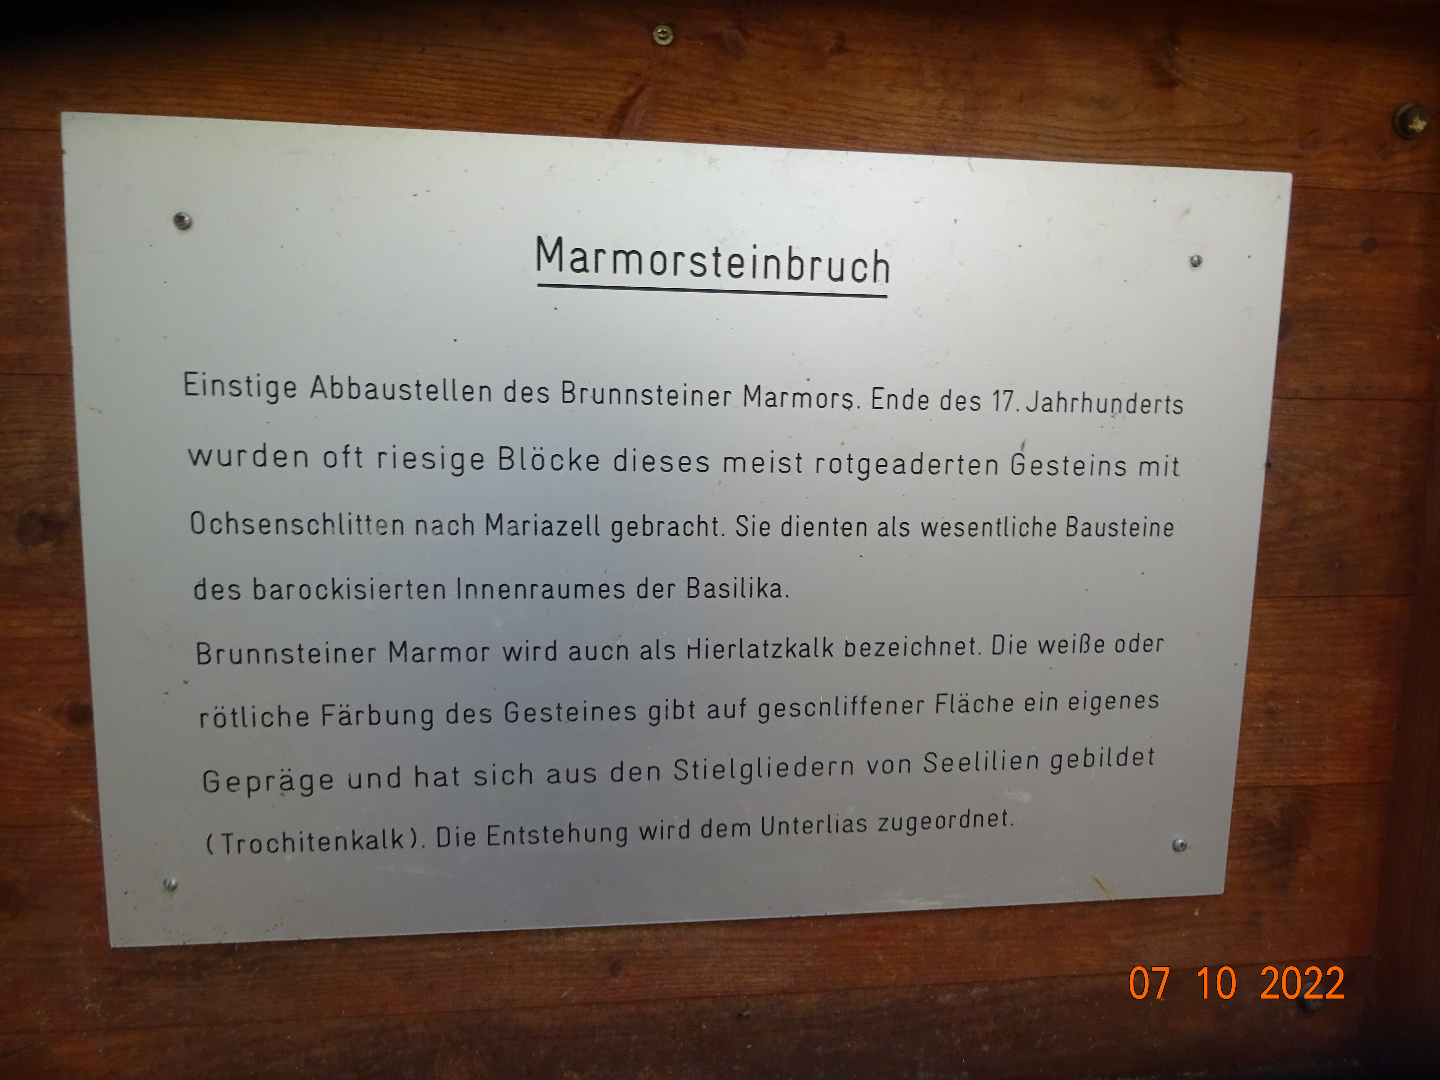 Marmorsteinbruch
Einstige Abbaustellen des Brunnsteiner Marmors. Ende des 17. Jahrhunderts
wurden oft riesige Blöcke dieses meist rotgeaderten Gesteins mit
Ochsenschlitten nach Mariazell gebracht. Sie dienten als wesentliche Bausteine
des barockisierten Innenraumes der Basilika.
Brunnsteiner Marmor wird auch als Hierlatzkalk bezeichnet. Die weiße oder
rötliche Färbung des Gesteines gibt auf geschliffener Fläche ein eigenes
Gepräge und hat sich aus den Stielgliedern von Seelilien gebildet
(Trochitenkalk). Die Entstehung wird dem Unterlias zugeordnet.
07 10 2022